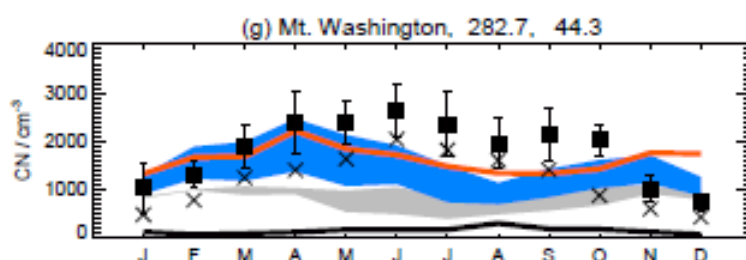 (g) Mt. Washington, 282.7, 44.3
4000
3000
2000
1000
0
CN / cm⁻³
J F M A M J J A S O N D